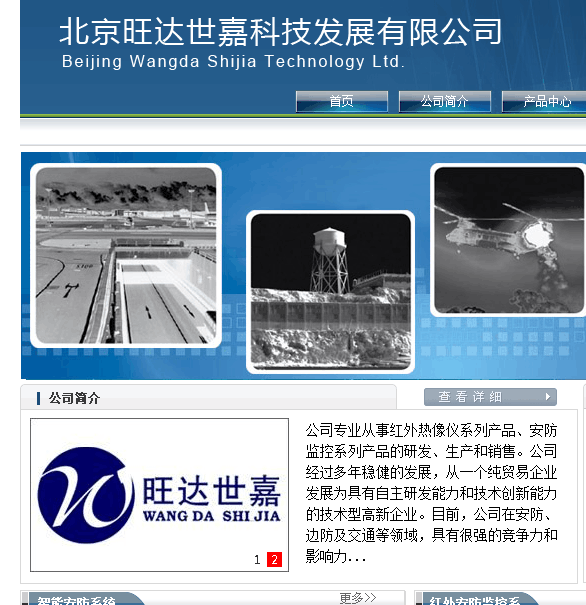 北京旺达世嘉科技发展有限公司
Beijing Wangda Shijia Technology Ltd.
首页 公司简介 产品中心
公司简介 查看详细
旺达世嘉
WANG DA SHI JIA
1 2
公司专业从事红外热像仪系列产品、安防
监控系列产品的研发、生产和销售。公司
经过多年稳健的发展，从一个纯贸易企业
发展为具有自主研发能力和技术创新能力
的技术型高新企业。目前，公司在安防、
边防及交通等领域，具有很强的竞争力和
影响力...
智能安防系统 更多>> 红外安防监控系